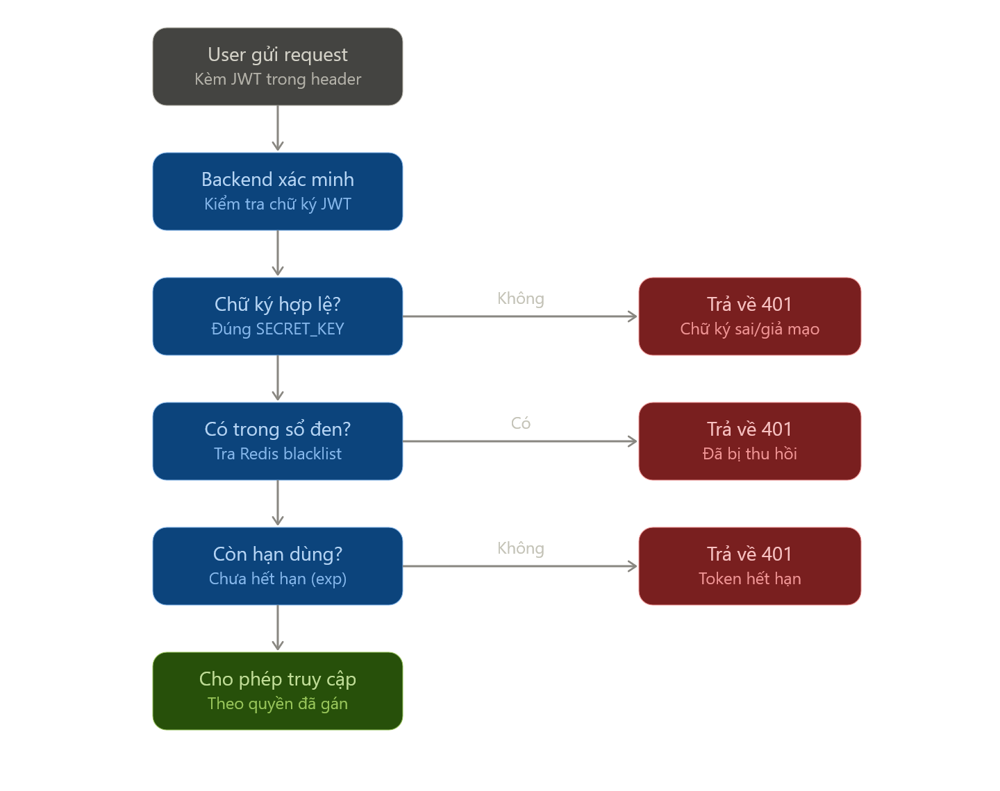 User gửi request
Kèm JWT trong header
Backend xác minh
Kiểm tra chữ ký JWT
Chữ ký hợp lệ?
Đúng SECRET_KEY
Không
Trả về 401
Chữ ký sai/giả mạo
Có trong sổ đen?
Tra Redis blacklist
Có
Trả về 401
Đã bị thu hồi
Còn hạn dùng?
Chưa hết hạn (exp)
Không
Trả về 401
Token hết hạn
Cho phép truy cập
Theo quyền đã gán